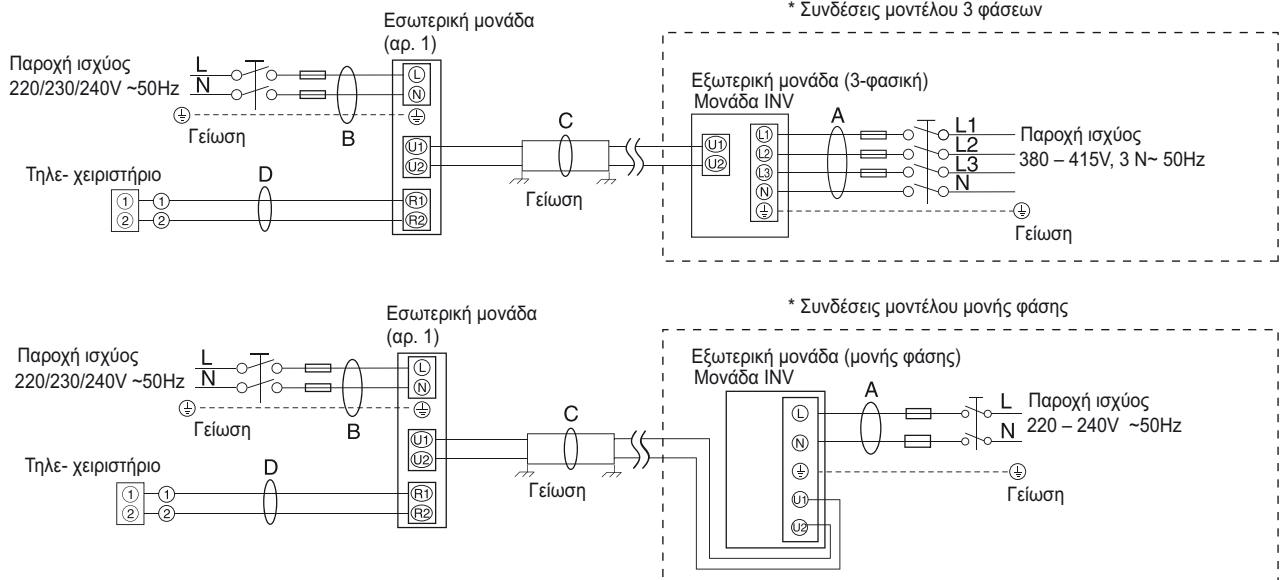 * Συνδέσεις μοντέλου 3 φάσεων
Εσωτερική μονάδα
(αρ. 1)
Παροχή ισχύος
220/230/240V ~50Hz
L
N
Γείωση
B
L
N
U1
U2
R1
R2
C
Γείωση
Τηλε- χειριστήριο
1
2
1
2
D
Εξωτερική μονάδα (3-φασική)
Μονάδα INV
U1
U2
L1
L2
L3
N
A
L1
L2
L3
N
Παροχή ισχύος
380 – 415V, 3 N~ 50Hz
Γείωση
* Συνδέσεις μοντέλου μονής φάσης
Εσωτερική μονάδα
(αρ. 1)
Παροχή ισχύος
220/230/240V ~50Hz
L
N
Γείωση
B
L
N
U1
U2
R1
R2
C
Γείωση
Τηλε- χειριστήριο
1
2
1
2
D
Εξωτερική μονάδα (μονής φάσης)
Μονάδα INV
L
N
U1
U2
A
L
N
Παροχή ισχύος
220 – 240V ~50Hz
Γείωση